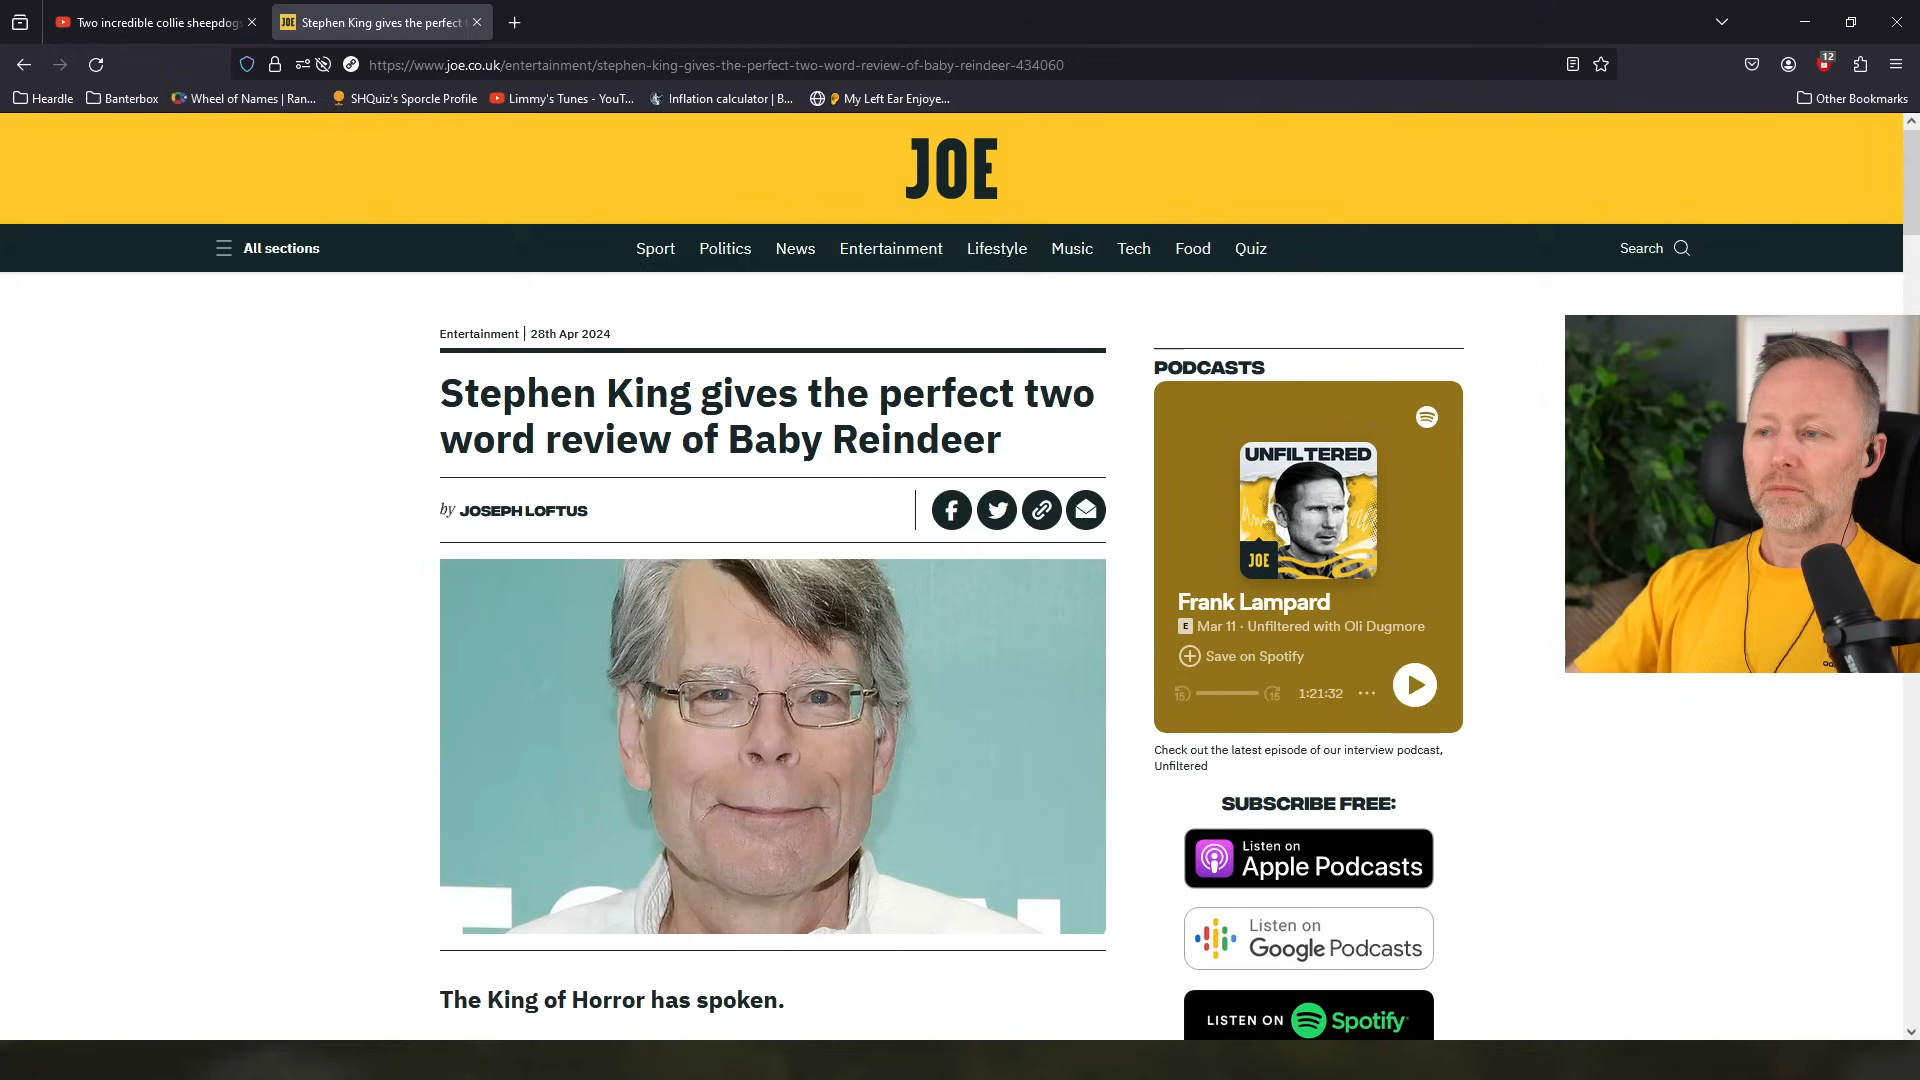 Two incredible collie sheepdogs
Stephen King gives the perfect
https://www.joe.co.uk/entertainment/stephen-king-gives-the-perfect-two-word-review-of-baby-reindeer-434060
12
Heardle
Banterbox
Wheel of Names | Ran...
SHQuiz's Sporcle Profile
Limmy's Tunes - YouT...
Inflation calculator | B...
My Left Ear Enjoye...
Other Bookmarks
JOE
All sections
Sport
Politics
News
Entertainment
Lifestyle
Music
Tech
Food
Quiz
Search
Entertainment | 28th Apr 2024
Stephen King gives the perfect two
word review of Baby Reindeer
by JOSEPH LOFTUS
The King of Horror has spoken.
PODCASTS
UNFILTERED
JOE
Frank Lampard
E Mar 11 · Unfiltered with Oli Dugmore
Save on Spotify
15
15
1:21:32
Check out the latest episode of our interview podcast,
Unfiltered
SUBSCRIBE FREE:
Listen on
Apple Podcasts
Listen on
Google Podcasts
LISTEN ON Spotify